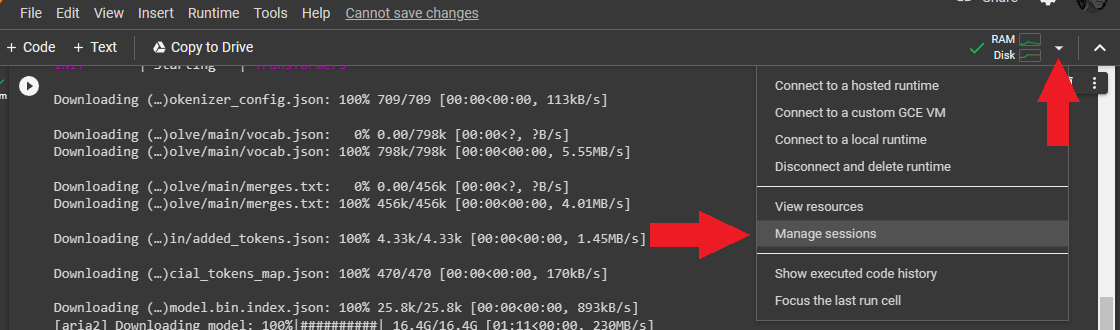 File Edit View Insert Runtime Tools Help Cannot save changes
+ Code + Text Copy to Drive
RAM
Disk
Starting
Downloading (…)okenizer_config.json: 100% 709/709 [00:00<00:00, 113kB/s]
Downloading (…)olve/main/vocab.json:   0% 0.00/798k [00:00<?, ?B/s]
Downloading (…)olve/main/vocab.json: 100% 798k/798k [00:00<00:00, 5.55MB/s]
Downloading (…)olve/main/merges.txt:   0% 0.00/456k [00:00<?, ?B/s]
Downloading (…)olve/main/merges.txt: 100% 456k/456k [00:00<00:00, 4.01MB/s]
Downloading (…)in/added_tokens.json: 100% 4.33k/4.33k [00:00<00:00, 1.45MB/s]
Downloading (…)cial_tokens_map.json: 100% 470/470 [00:00<00:00, 170kB/s]
Downloading (…)model.bin.index.json: 100% 25.8k/25.8k [00:00<00:00, 893kB/s]
[aria2] Downloading model: 100%|##########| 16.4G/16.4G [01:11<00:00, 230MB/s]
Connect to a hosted runtime
Connect to a custom GCE VM
Connect to a local runtime
Disconnect and delete runtime
View resources
Manage sessions
Show executed code history
Focus the last run cell